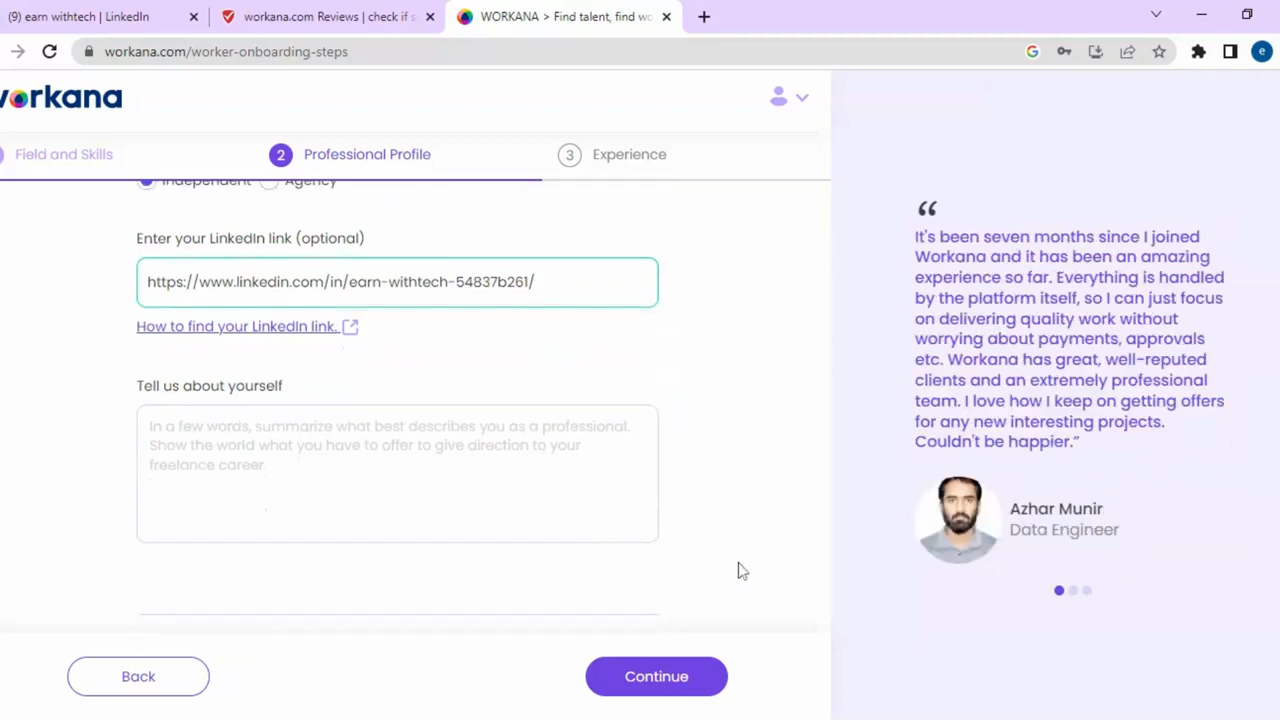 (9) earn withtech | LinkedIn
workana.com Reviews | check if s
WORKANA > Find talent, find wo
workana.com/worker-onboarding-steps
e
workana
Field and Skills
2 Professional Profile
3 Experience
Independent Agency
Enter your LinkedIn link (optional)
https://www.linkedin.com/in/earn-withtech-54837b261/
How to find your LinkedIn link.
Tell us about yourself
In a few words, summarize what best describes you as a professional.
Show the world what you have to offer to give direction to your
freelance career
Back
Continue
“
It's been seven months since I joined
Workana and it has been an amazing
experience so far. Everything is handled
by the platform itself, so I can just focus
on delivering quality work without
worrying about payments, approvals
etc. Workana has great, well-reputed
clients and an extremely professional
team. I love how I keep on getting offers
for any new interesting projects.
Couldn't be happier.”
Azhar Munir
Data Engineer